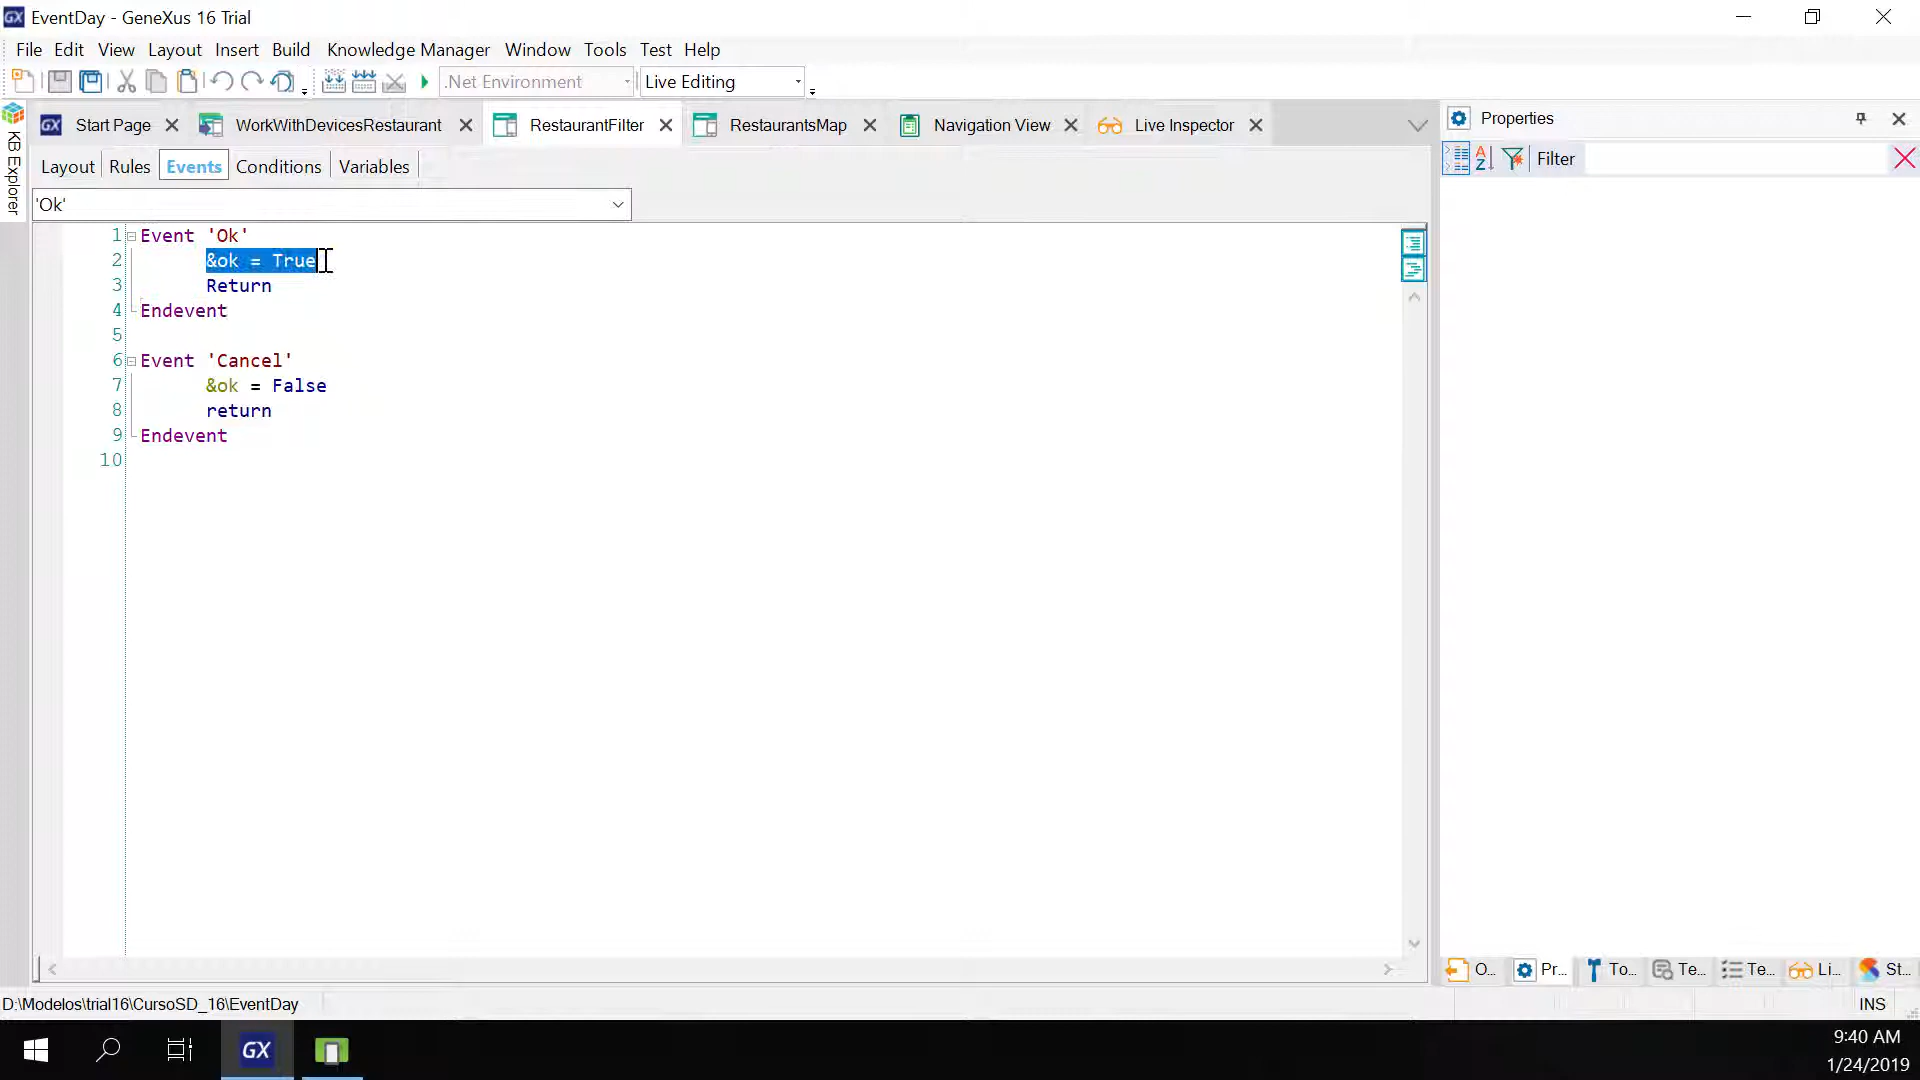 EventDay - GeneXus 16 Trial
File Edit View Layout Insert Build Knowledge Manager Window Tools Test Help
.Net Environment Live Editing
Start Page WorkWithDevicesRestaurant RestaurantFilter RestaurantsMap Navigation View Live Inspector
Properties
KB Explorer
Layout Rules Events Conditions Variables
Filter
'Ok'
1 Event 'Ok'
2 &ok = True
3 Return
4 Endevent
5
6 Event 'Cancel'
7 &ok = False
8 return
9 Endevent
10
O... Pr... To... Te... Te... Li... St...
D:\Modelos\trial16\CursoSD_16\EventDay
INS
GX
9:40 AM
1/24/2019